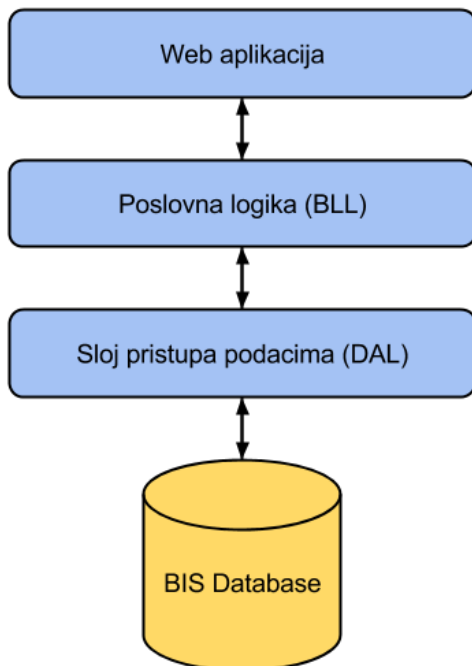 Web aplikacija
Poslovna logika (BLL)
Sloj pristupa podacima (DAL)
BIS Database